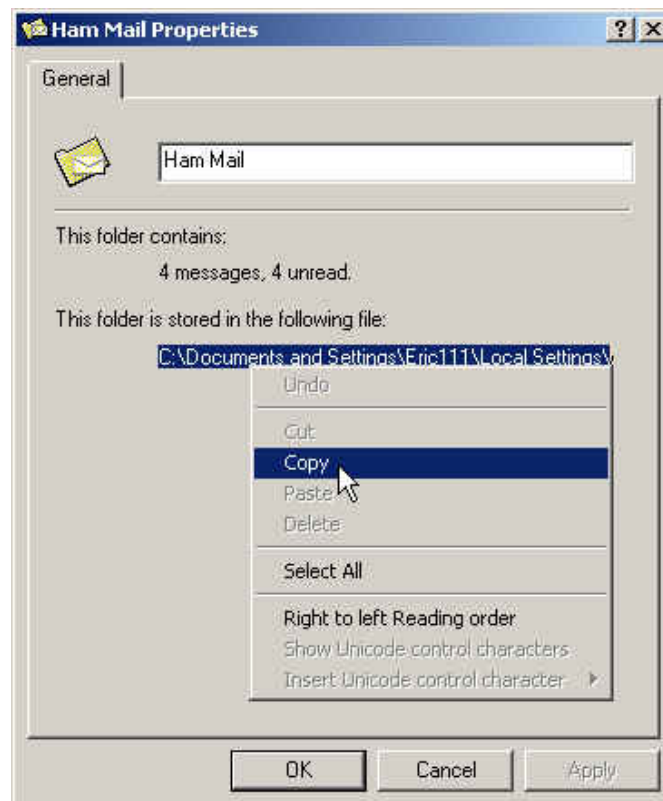 Ham Mail Properties
General
Ham Mail
This folder contains:
4 messages, 4 unread.
This folder is stored in the following file:
C:\Documents and Settings\Eric111\Local Settings\
Undo
Cut
Copy
Paste
Delete
Select All
Right to left Reading order
Show Unicode control characters
Insert Unicode control character
OK Cancel Apply